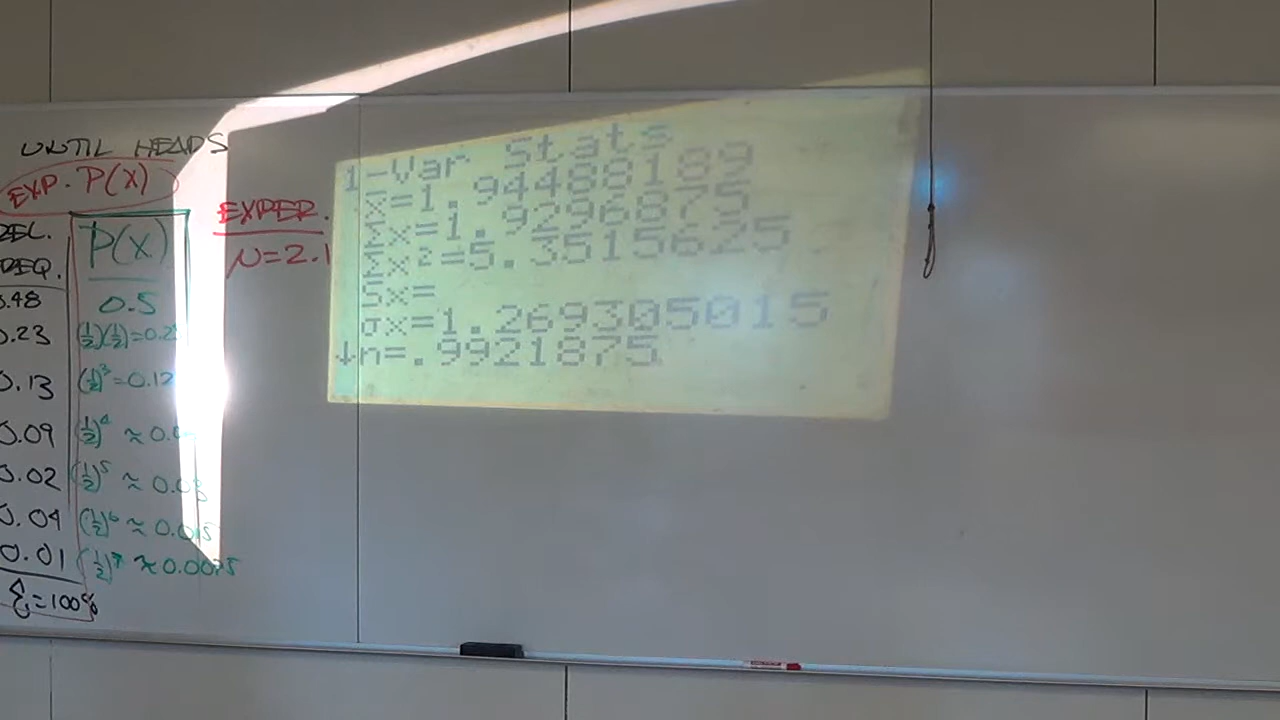 UNTIL HEADS
EXP. P(X)
REL.
FREQ.
P(X)
0.48
0.5
0.23
(½)(½)=0.2
0.13
(½)³=0.12
0.09
(½)⁴ ≈ 0.0
0.02
(½)⁵ ≈ 0.03
0.04
(½)⁶ ≈ 0.015
0.01
(½)⁷ ≈ 0.0075
Σ=100%
EXPER.
μ=2.1
1-Var Stats
x̄=1.94488189
Σx=1.9296875
Σx²=5.3515625
Sx=
σx=1.269305015
↓n=.9921875